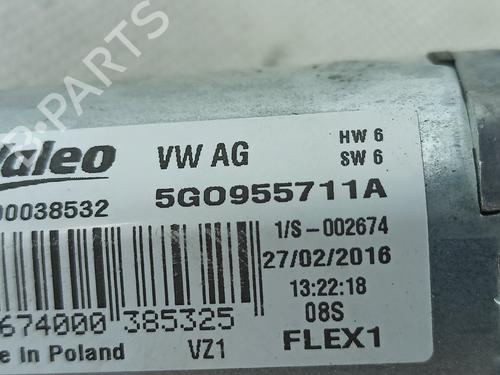 Valeo VW AG HW 6
SW 6
00038532 5G0955711A
1/S-002674
27/02/2016
13:22:18
674000 385325 08S
in Poland VZ1 FLEX1